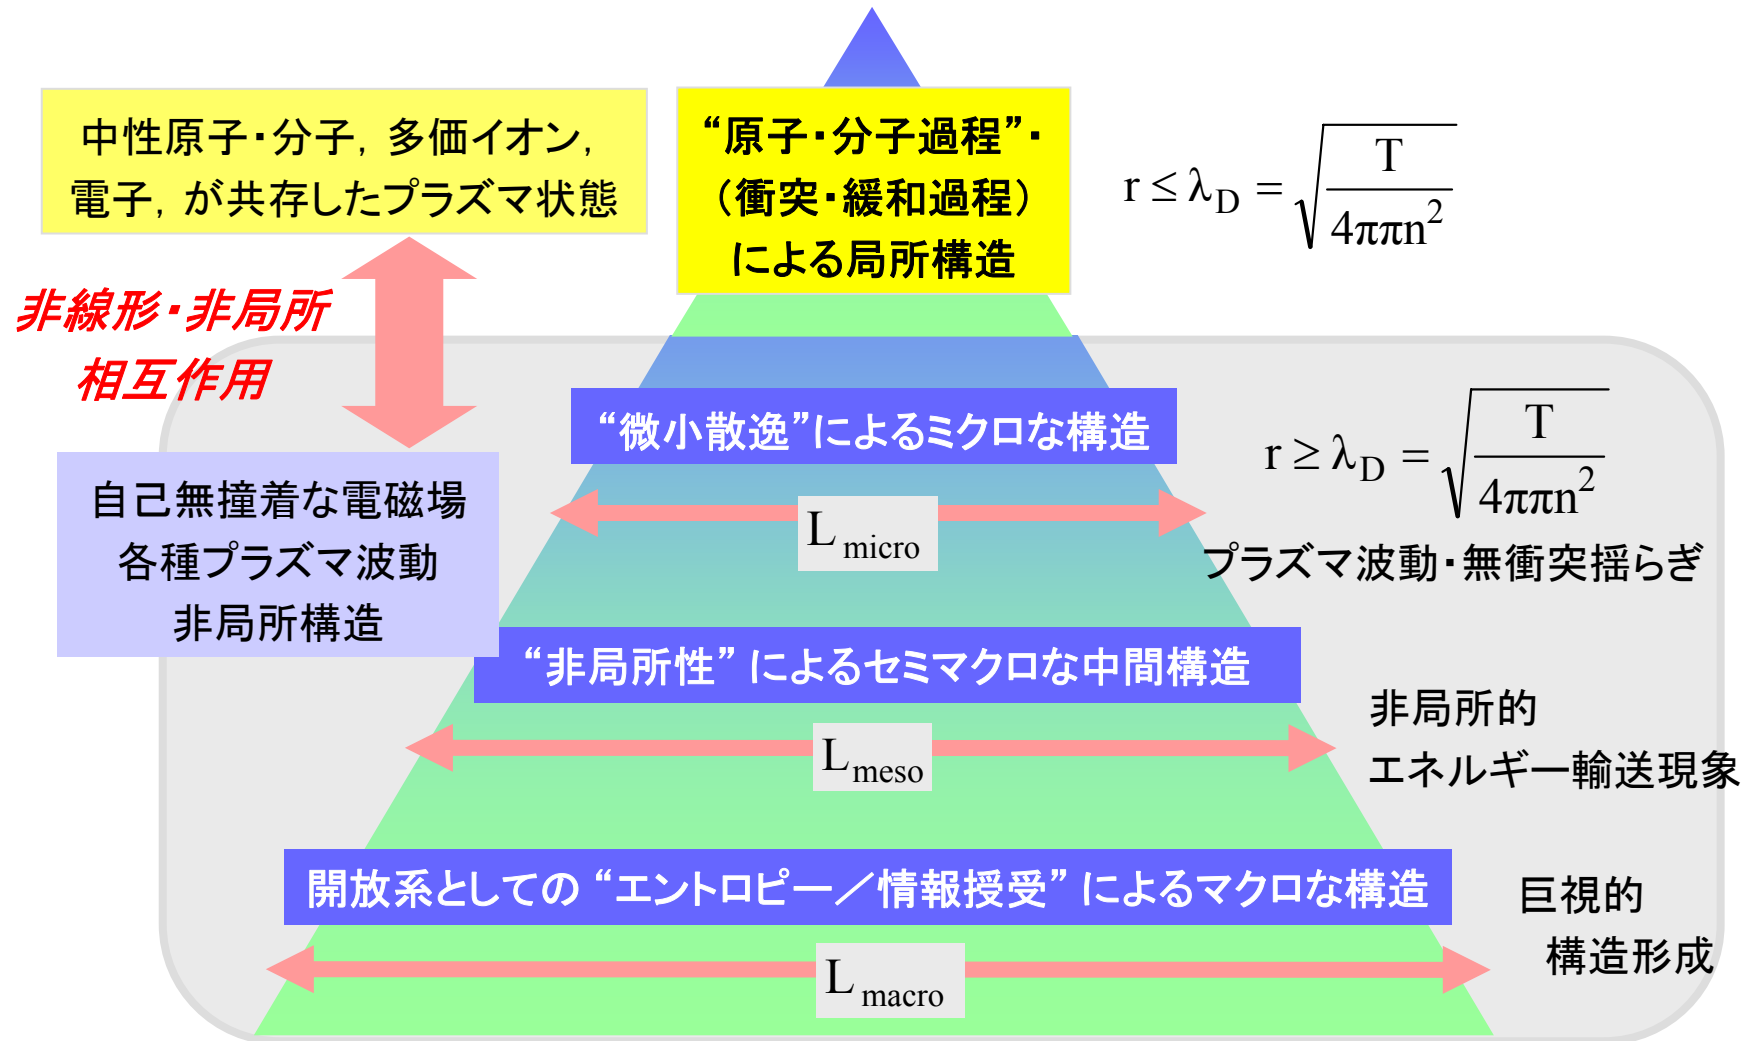 中性原子・分子，多価イオン，
電子，が共存したプラズマ状態
“原子・分子過程”・
（衝突・緩和過程）
による局所構造
r ≤ λ_D = √(T / 4ππn²)
非線形・非局所
相互作用
“微小散逸”によるミクロな構造
r ≥ λ_D = √(T / 4ππn²)
自己無撞着な電磁場
各種プラズマ波動
非局所構造
L micro
プラズマ波動・無衝突揺らぎ
“非局所性” によるセミマクロな中間構造
L meso
非局所的
エネルギー輸送現象
開放系としての “エントロピー／情報授受” によるマクロな構造
巨視的
構造形成
L macro